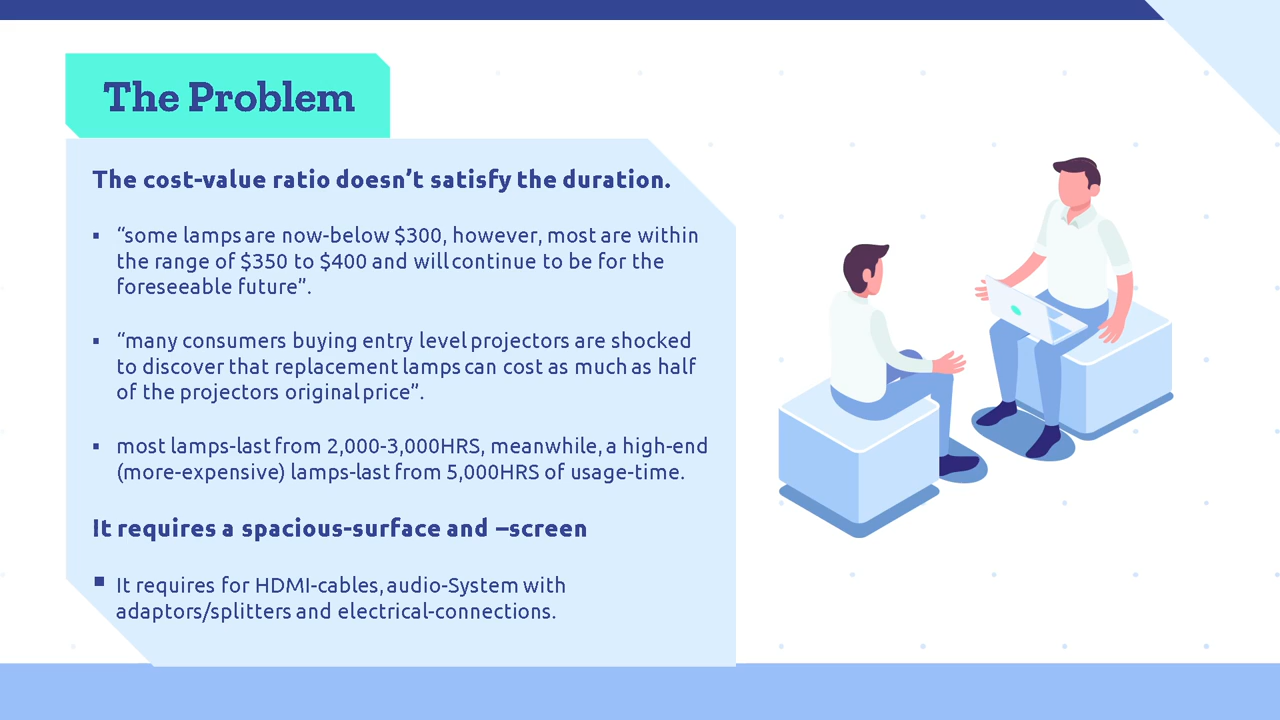 The Problem
The cost-value ratio doesn’t satisfy the duration.
▪ “some lamps are now-below $300, however, most are within
the range of $350 to $400 and will continue to be for the
foreseeable future”.
▪ “many consumers buying entry level projectors are shocked
to discover that replacement lamps can cost as much as half
of the projectors original price”.
▪ most lamps-last from 2,000-3,000HRS, meanwhile, a high-end
(more-expensive) lamps-last from 5,000HRS of usage-time.
It requires a spacious-surface and –screen
▪ It requires for HDMI-cables, audio-System with
adaptors/splitters and electrical-connections.